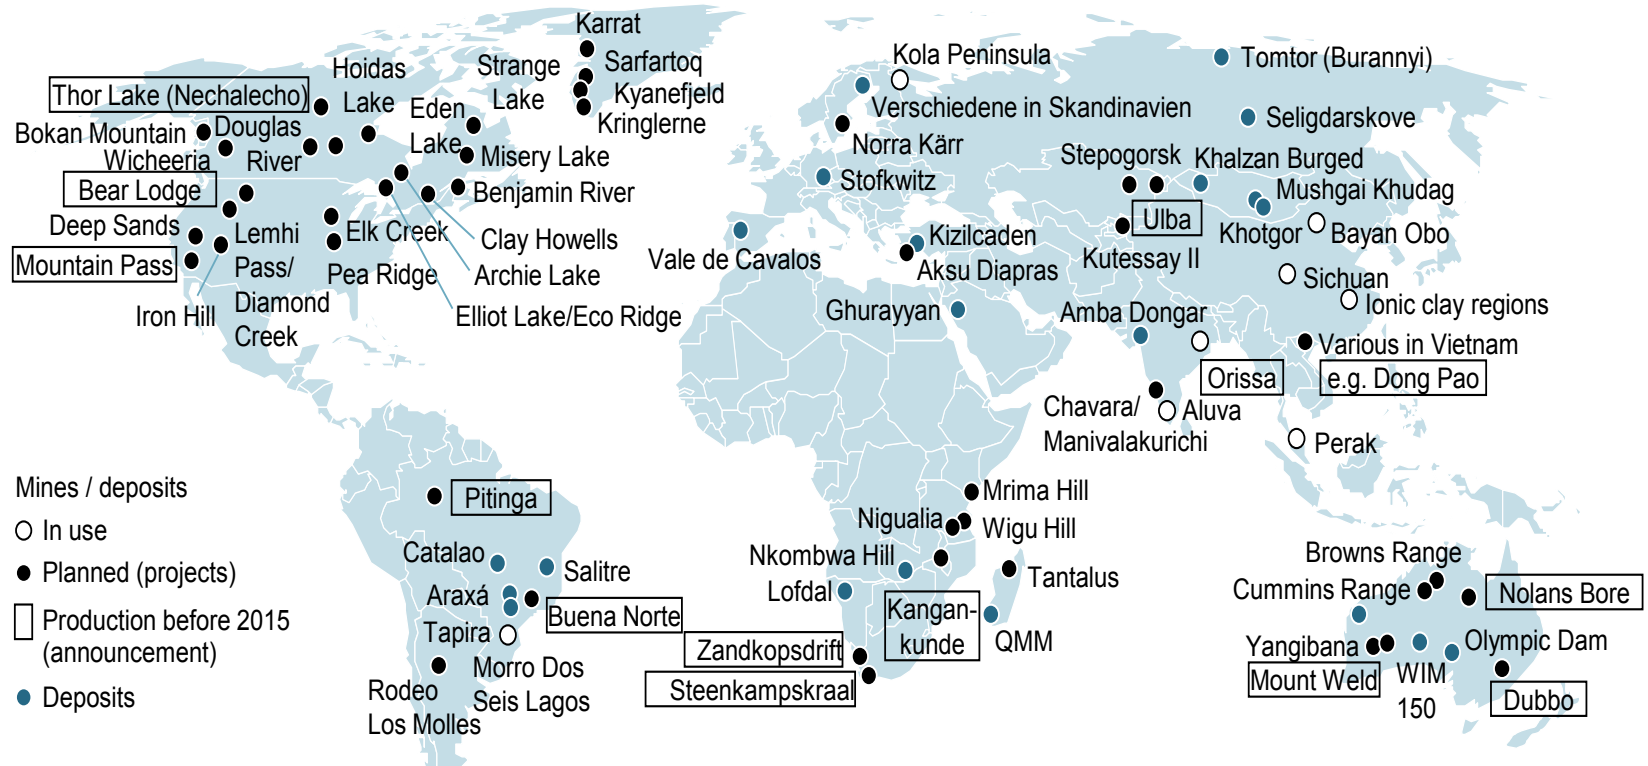 Karrat
Sarfartoq
Kyanefjeld
Kringlerne
Strange
Lake
Hoidas
Lake
Thor Lake (Nechalecho)
Eden
Lake
Bokan Mountain
Douglas
River
Wicheeria
Misery Lake
Bear Lodge
Benjamin River
Deep Sands
Lemhi
Pass/
Diamond
Creek
Elk Creek
Clay Howells
Mountain Pass
Pea Ridge
Archie Lake
Iron Hill
Elliot Lake/Eco Ridge
Kola Peninsula
Tomtor (Burannyi)
Verschiedene in Skandinavien
Seligdarskove
Norra Kärr
Stepogorsk
Khalzan Burged
Stofkwitz
Mushgai Khudag
Ulba
Khotgor
Bayan Obo
Kizilcaden
Vale de Cavalos
Aksu Diapras
Kutessay II
Sichuan
Ghurayyan
Amba Dongar
Ionic clay regions
Various in Vietnam
Orissa
e.g. Dong Pao
Chavara/
Manivalakurichi
Aluva
Perak
Mines / deposits
In use
Planned (projects)
Production before 2015
(announcement)
Deposits
Pitinga
Catalao
Salitre
Araxá
Buena Norte
Tapira
Morro Dos
Seis Lagos
Rodeo
Los Molles
Mrima Hill
Nigualia
Wigu Hill
Nkombwa Hill
Tantalus
Lofdal
Kangan-
kunde
QMM
Zandkopsdrift
Steenkampskraal
Browns Range
Cummins Range
Nolans Bore
Yangibana
Olympic Dam
Mount Weld
WIM
150
Dubbo